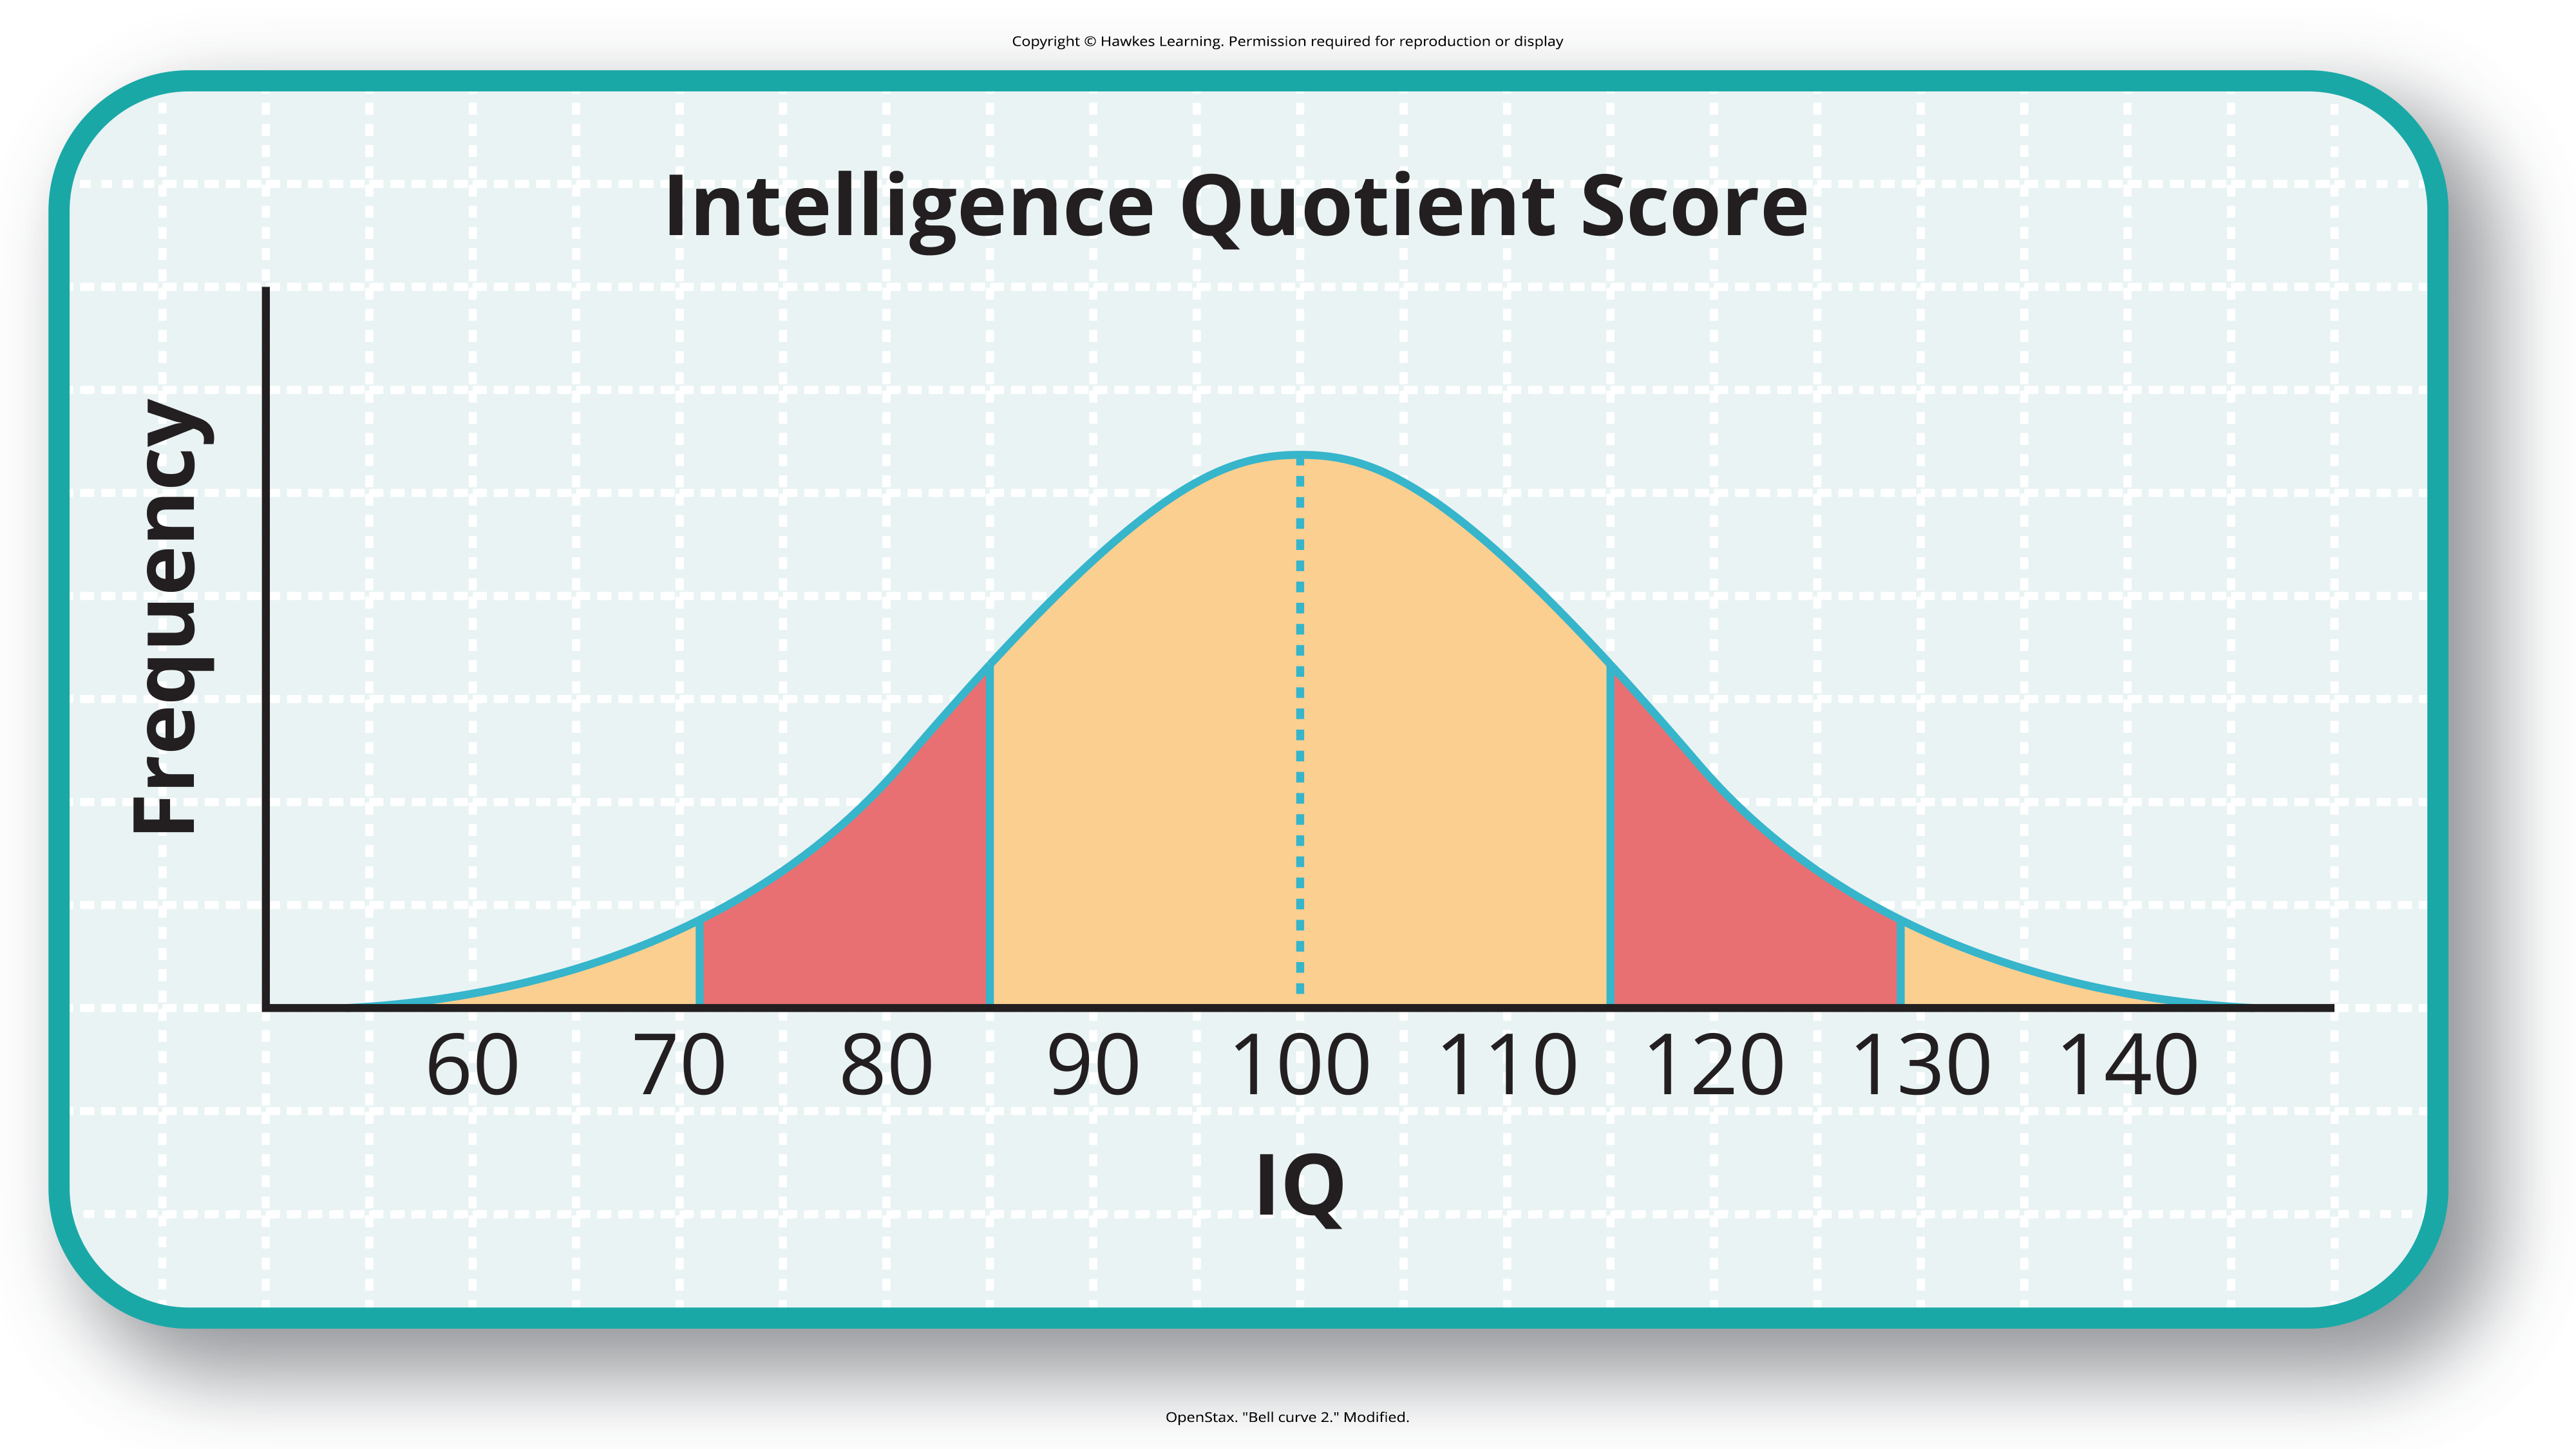 Copyright © Hawkes Learning. Permission required for reproduction or display
Intelligence Quotient Score
Frequency
60 70 80 90 100 110 120 130 140
IQ
OpenStax. "Bell curve 2." Modified.